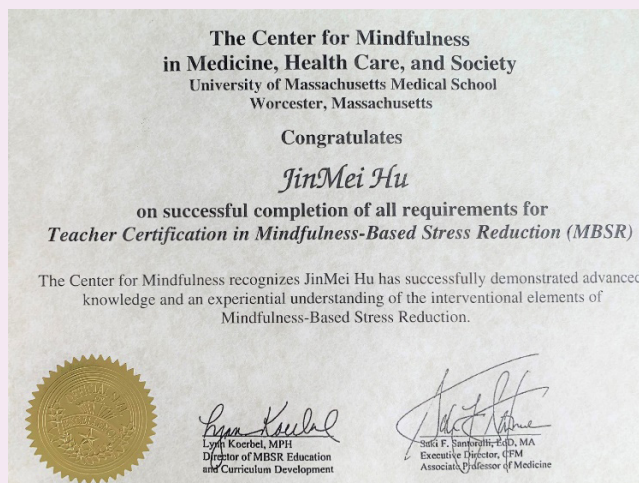 The Center for Mindfulness
in Medicine, Health Care, and Society
University of Massachusetts Medical School
Worcester, Massachusetts
Congratulates
JinMei Hu
on successful completion of all requirements for
Teacher Certification in Mindfulness-Based Stress Reduction (MBSR)
The Center for Mindfulness recognizes JinMei Hu has successfully demonstrated advanced
knowledge and an experiential understanding of the interventional elements of
Mindfulness-Based Stress Reduction.
Lynn Koerbel
Lynn Koerbel, MPH
Director of MBSR Education
and Curriculum Development
Saki F. Santorelli, EdD, MA
Executive Director, CFM
Associate Professor of Medicine